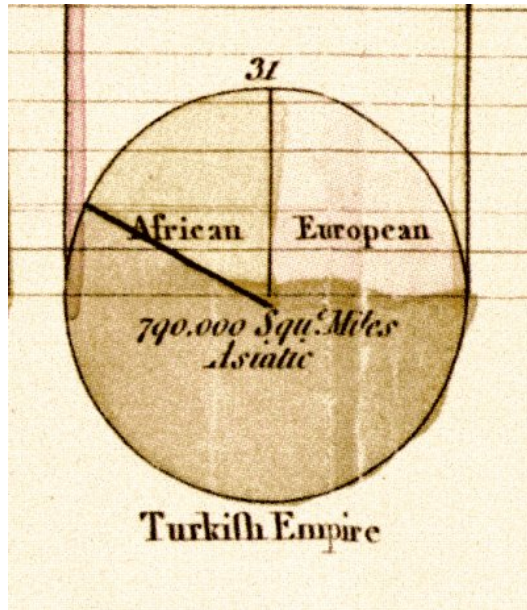 31
African European
790.000 Squ.ᵉ Miles
Asiatic
Turkiſh Empire